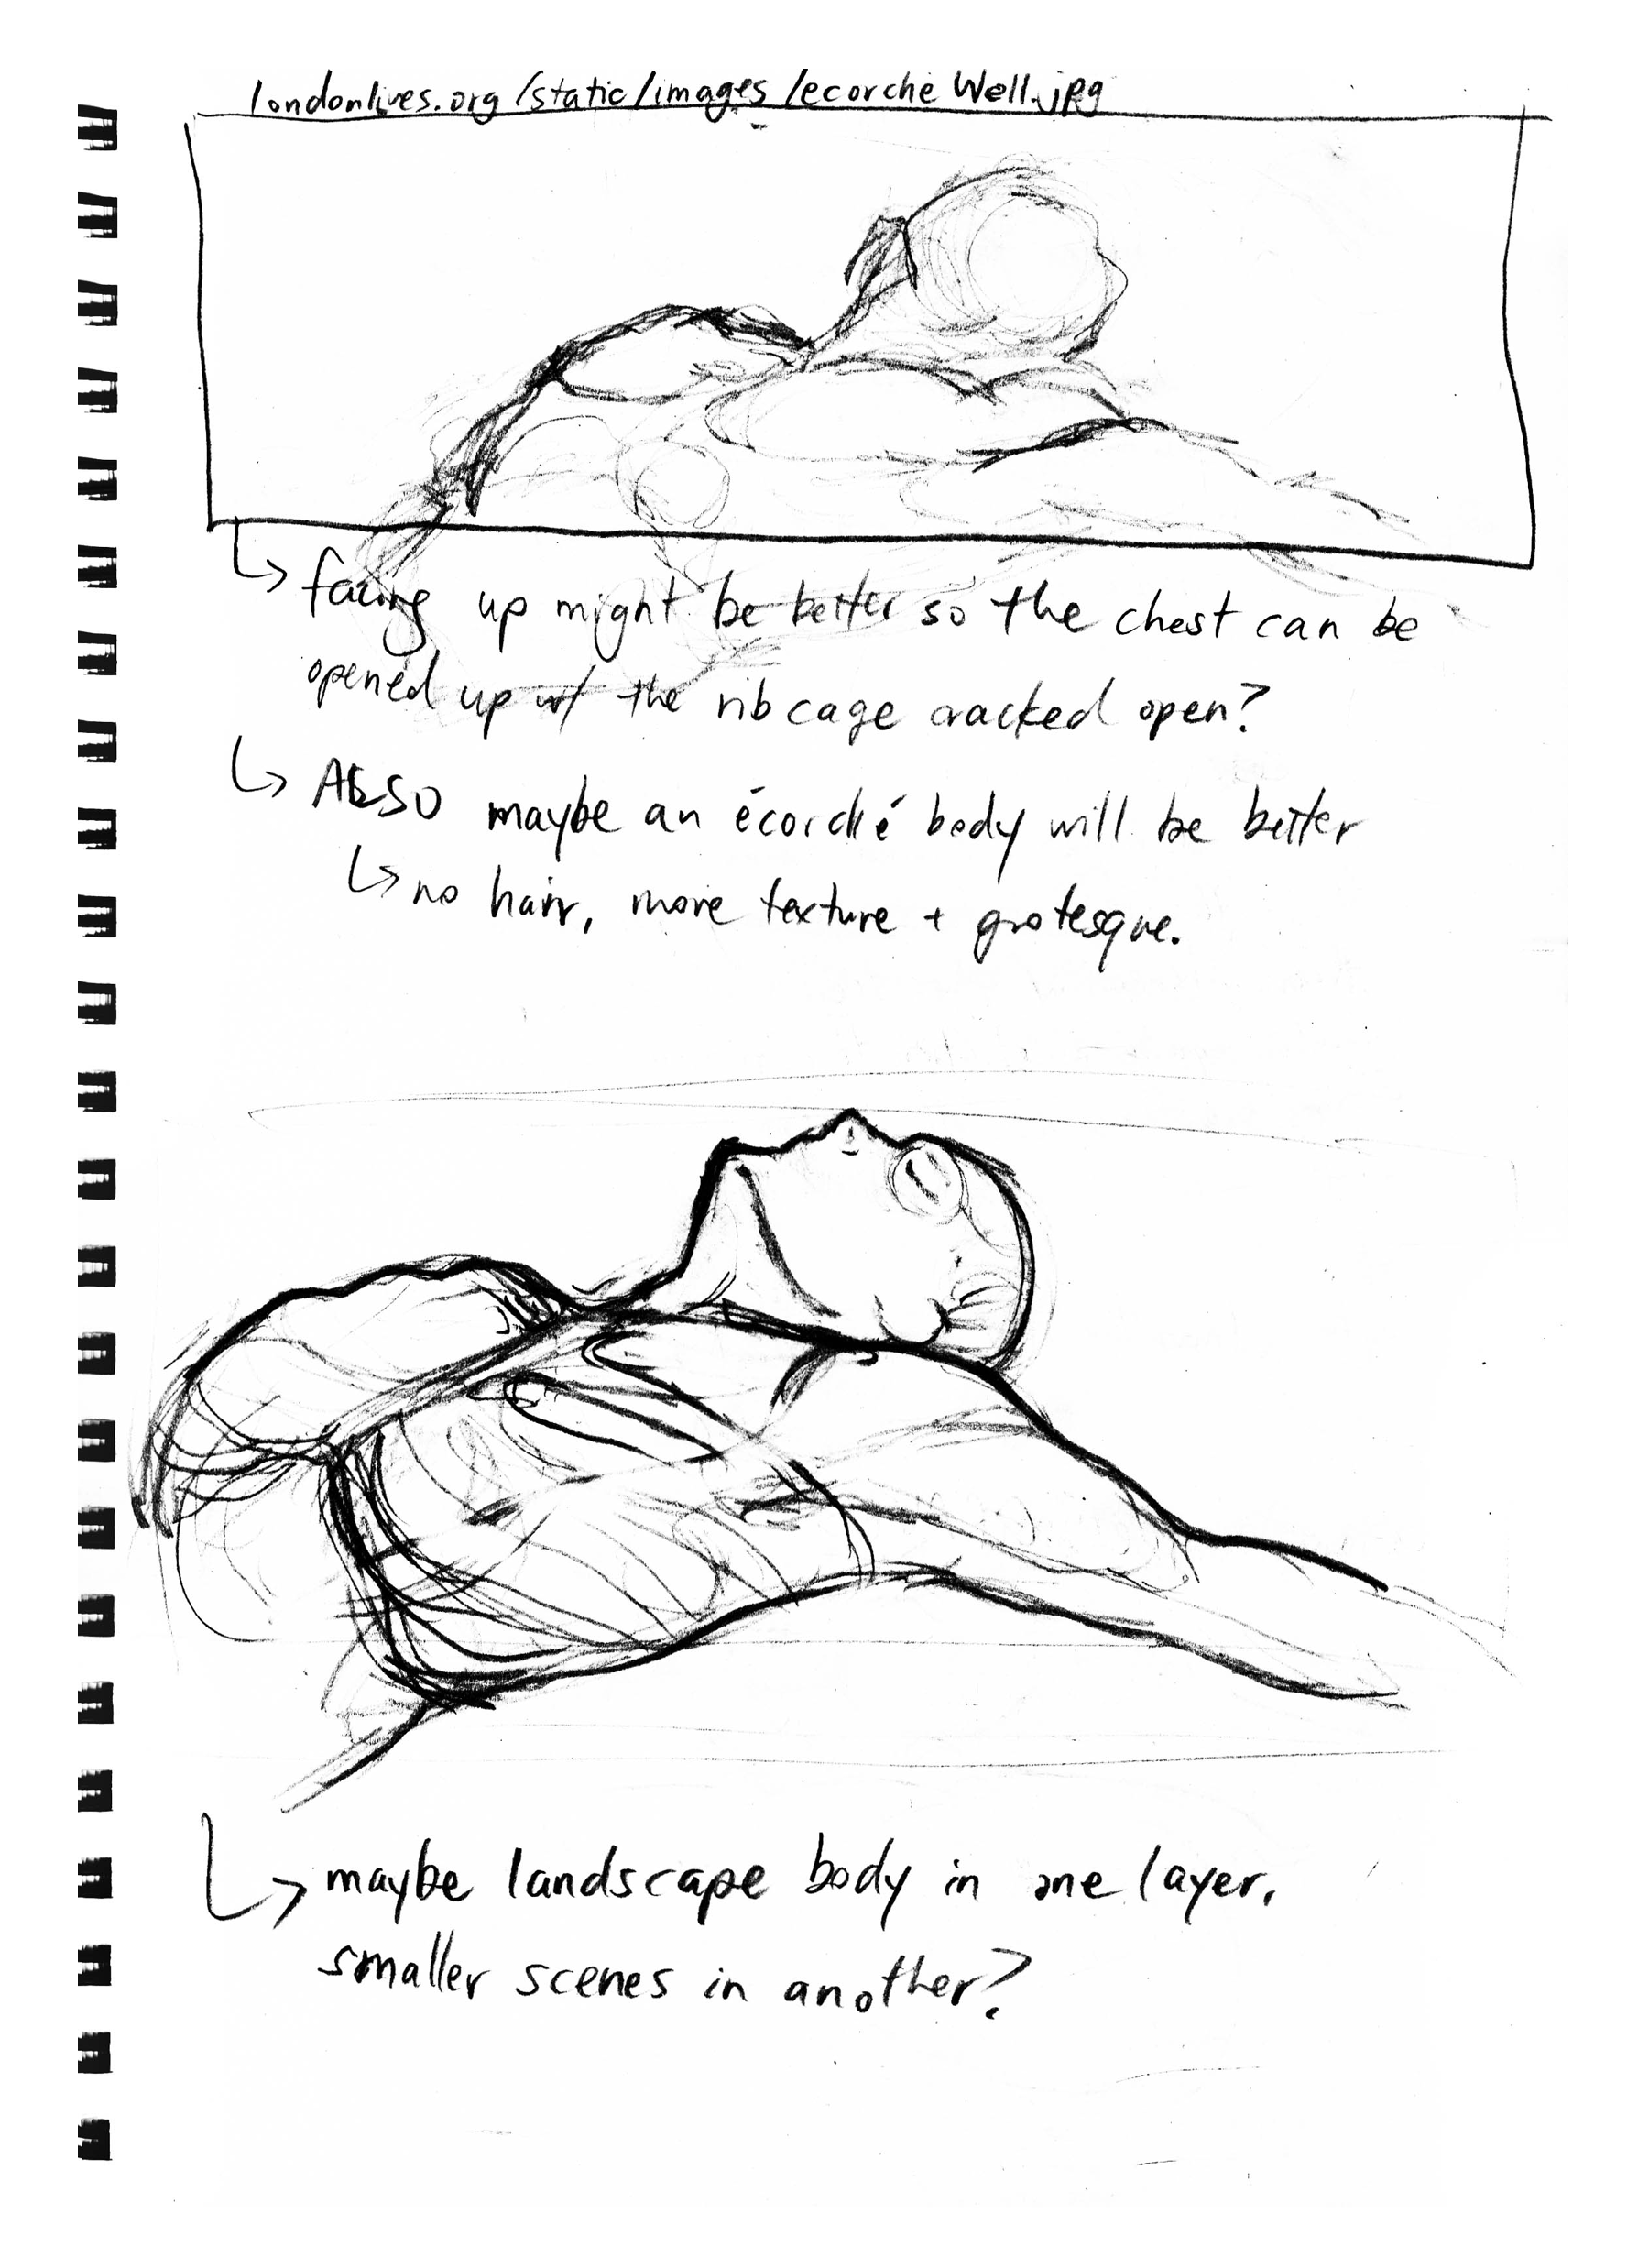 londonlives.org/static/images/ecorche Well.jpg
↳ facing up might be better so the chest can be
opened up w/ the ribcage cracked open?
↳ ALSO maybe an écorché body will be better
↳ no hair, more texture + grotesque.
↳ maybe landscape body in one layer,
smaller scenes in another?